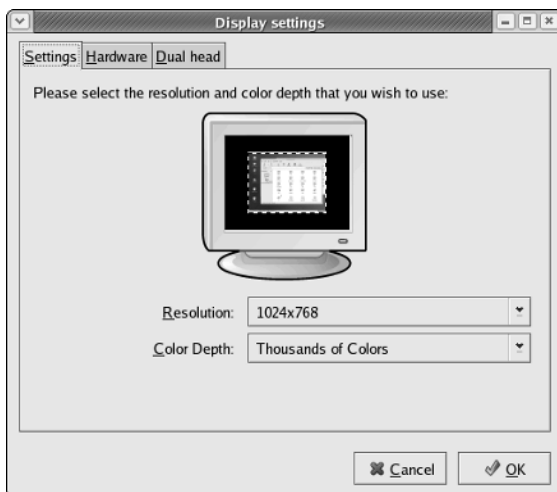 Display settings
Settings Hardware Dual head
Please select the resolution and color depth that you wish to use:
Resolution: 1024x768
Color Depth: Thousands of Colors
Cancel OK